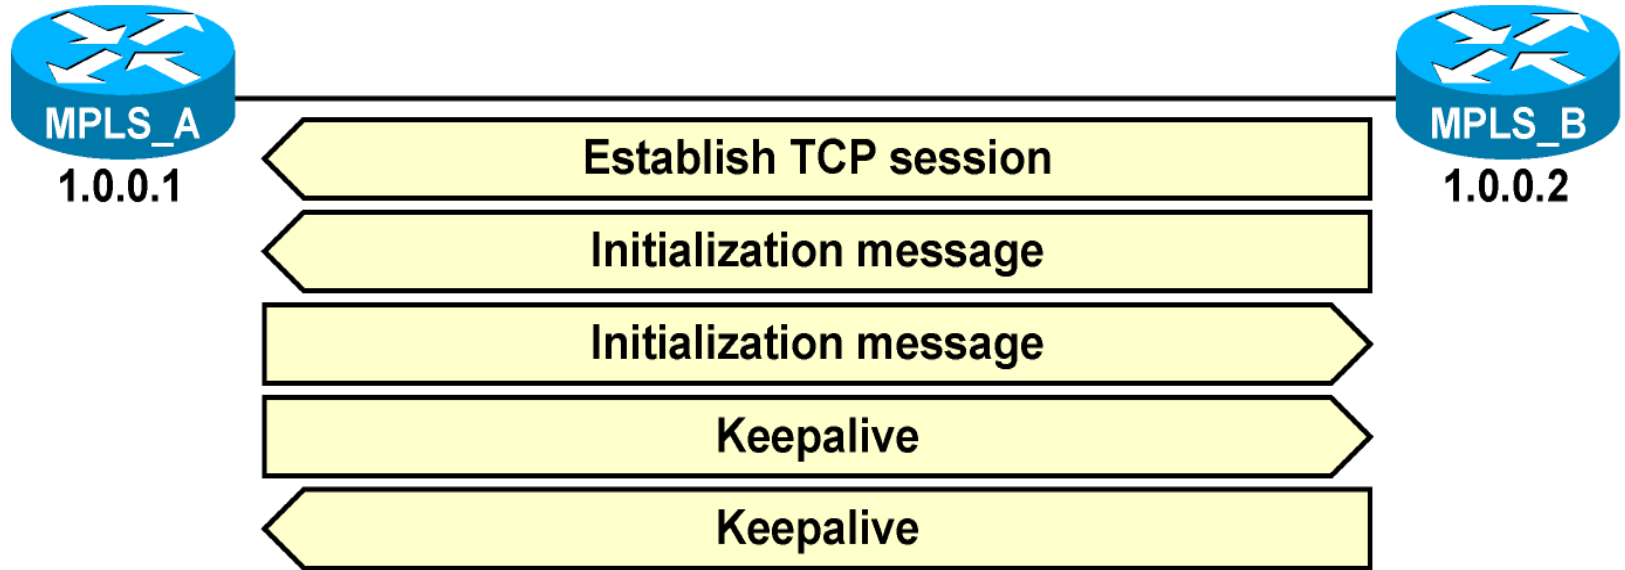 MPLS_A
MPLS_B
1.0.0.1
1.0.0.2
Establish TCP session
Initialization message
Initialization message
Keepalive
Keepalive